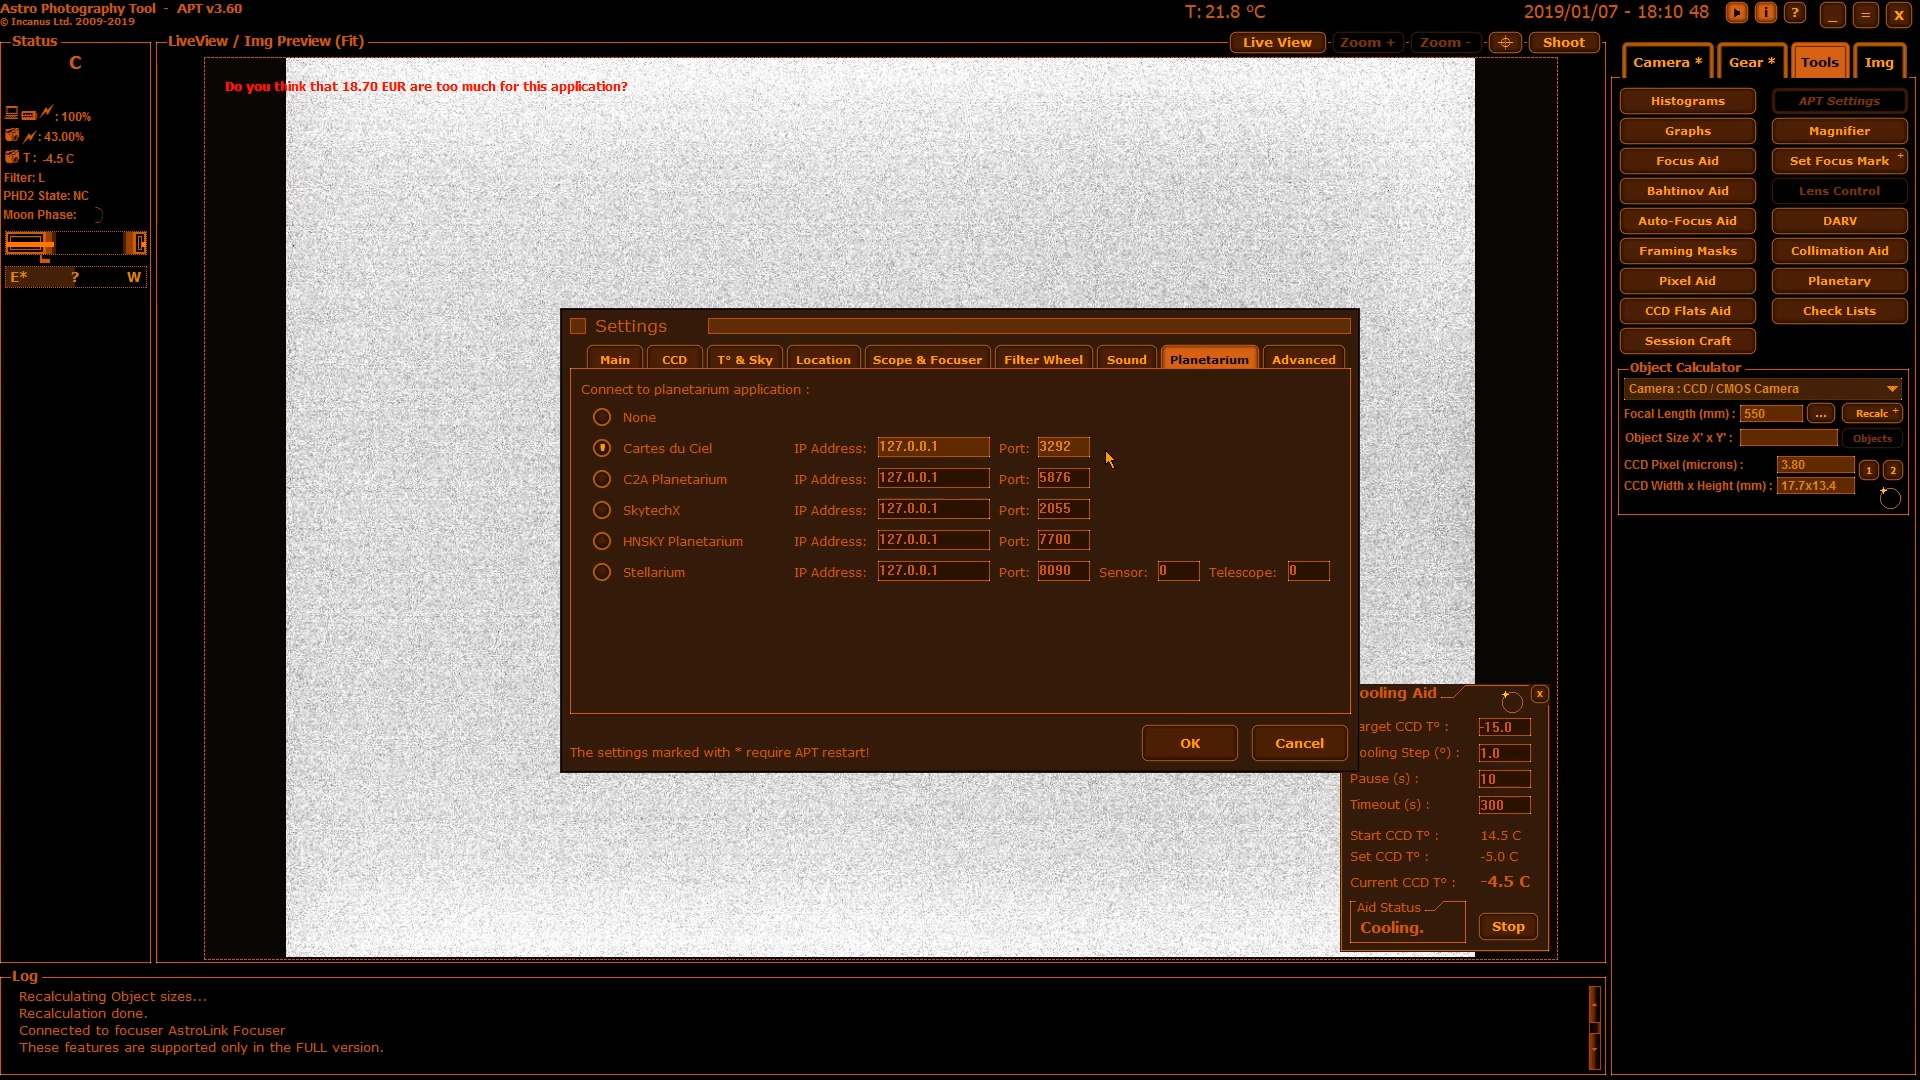 Astro Photography Tool - APT v3.60
© Incanus Ltd. 2009-2019
T: 21.8 ºC
2019/01/07 - 18:10 48
i
?
_
=
X
Status
C
: 100%
: 43.00%
T : -4.5 C
Filter: L
PHD2 State: NC
Moon Phase:
E*
?
W
LiveView / Img Preview (Fit)
Live View
Zoom +
Zoom -
Shoot
Do you think that 18.70 EUR are too much for this application?
Settings
Main
CCD
T° & Sky
Location
Scope & Focuser
Filter Wheel
Sound
Planetarium
Advanced
Connect to planetarium application :
None
Cartes du Ciel IP Address: 127.0.0.1 Port: 3292
C2A Planetarium IP Address: 127.0.0.1 Port: 5876
SkytechX IP Address: 127.0.0.1 Port: 2055
HNSKY Planetarium IP Address: 127.0.0.1 Port: 7700
Stellarium IP Address: 127.0.0.1 Port: 8090 Sensor: 0 Telescope: 0
The settings marked with * require APT restart!
OK
Cancel
ooling Aid
x
arget CCD T° : -15.0
ooling Step (°) : 1.0
Pause (s) : 10
Timeout (s) : 300
Start CCD T° : 14.5 C
Set CCD T° : -5.0 C
Current CCD T° : -4.5 C
Aid Status
Cooling.
Stop
Camera *
Gear *
Tools
Img
Histograms
APT Settings
Graphs
Magnifier
Focus Aid
Set Focus Mark +
Bahtinov Aid
Lens Control
Auto-Focus Aid
DARV
Framing Masks
Collimation Aid
Pixel Aid
Planetary
CCD Flats Aid
Check Lists
Session Craft
Object Calculator
Camera : CCD / CMOS Camera
Focal Length (mm) : 550 ... Recalc +
Object Size X' x Y' : Objects
CCD Pixel (microns) : 3.80 1 2
CCD Width x Height (mm) : 17.7x13.4
Log
Recalculating Object sizes...
Recalculation done.
Connected to focuser AstroLink Focuser
These features are supported only in the FULL version.